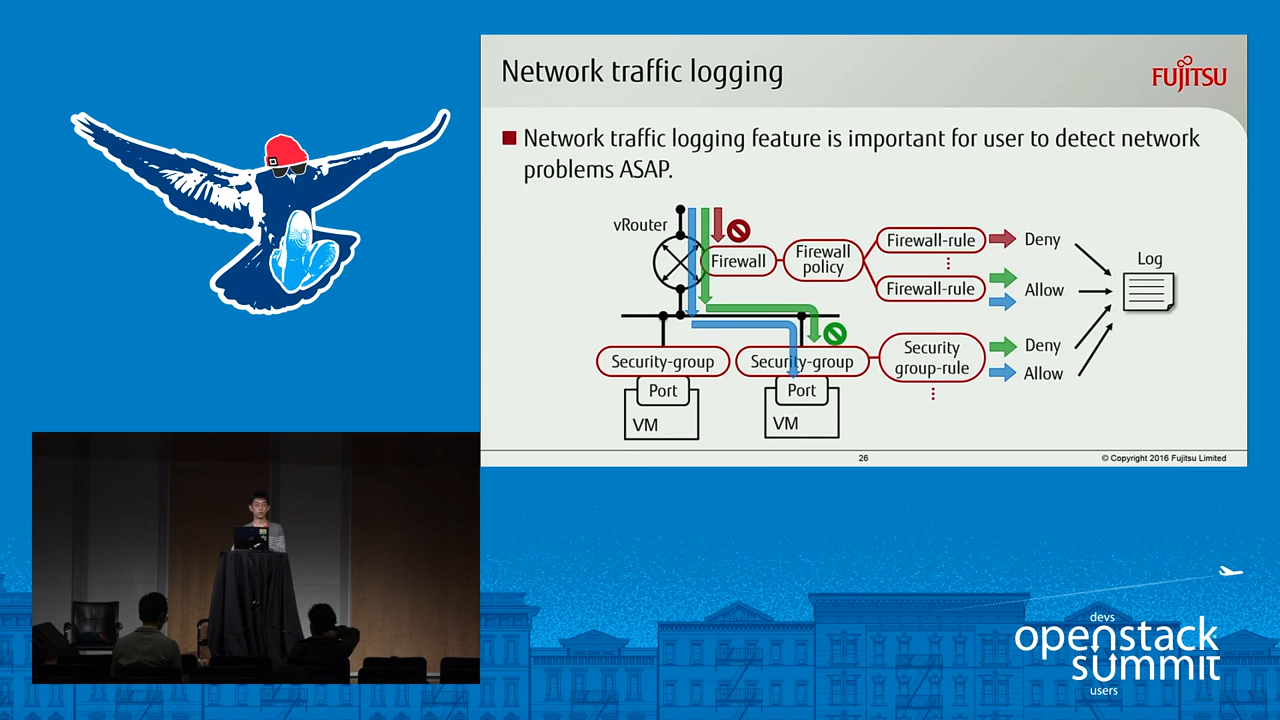 Network traffic logging
FUJITSU
Network traffic logging feature is important for user to detect network
problems ASAP.
vRouter
Firewall
Firewall
policy
Firewall-rule
Deny
Firewall-rule
Allow
Log
Security-group
Security-group
Security
group-rule
Deny
Allow
Port
Port
VM
VM
26
© Copyright 2016 Fujitsu Limited
devs
openstack
summit
users